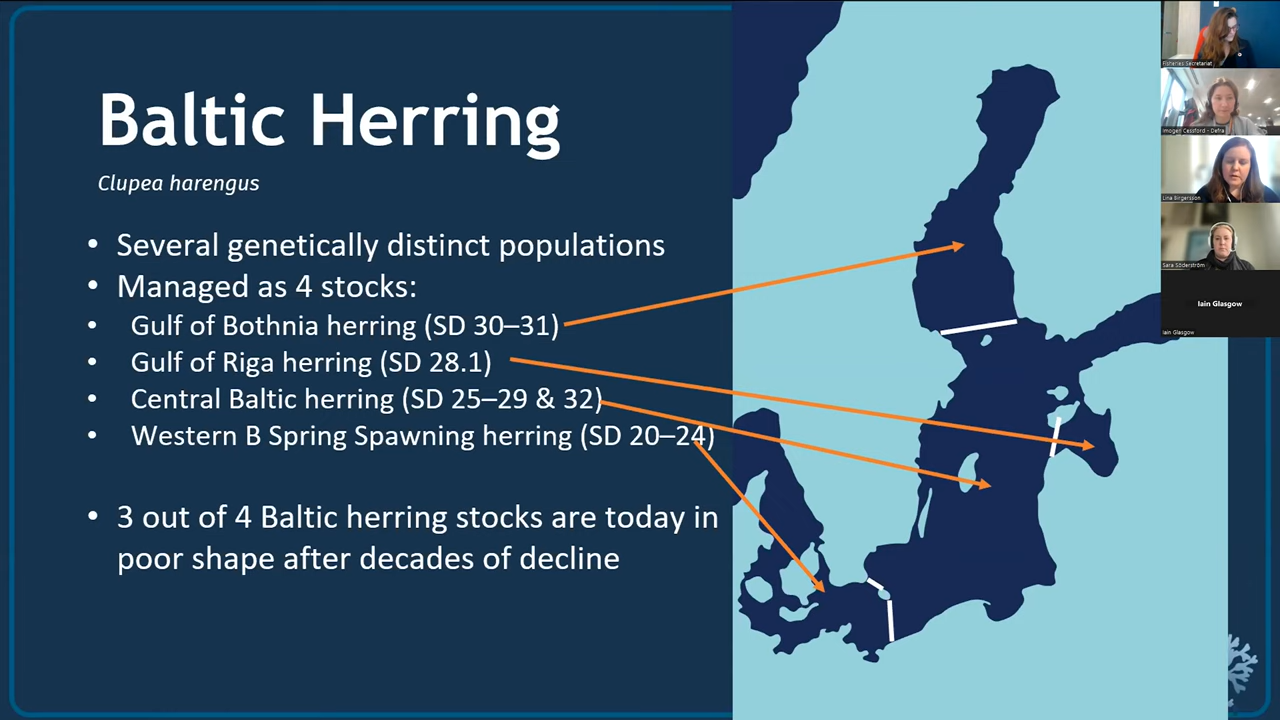 Baltic Herring
Clupea harengus
• Several genetically distinct populations
• Managed as 4 stocks:
• Gulf of Bothnia herring (SD 30–31)
• Gulf of Riga herring (SD 28.1)
• Central Baltic herring (SD 25–29 & 32)
• Western B Spring Spawning herring (SD 20–24)
• 3 out of 4 Baltic herring stocks are today in
poor shape after decades of decline
Fisheries Secretariat
Imogen Cessford - Defra
Lina Birgersson
Sara Söderström
Iain Glasgow
Iain Glasgow